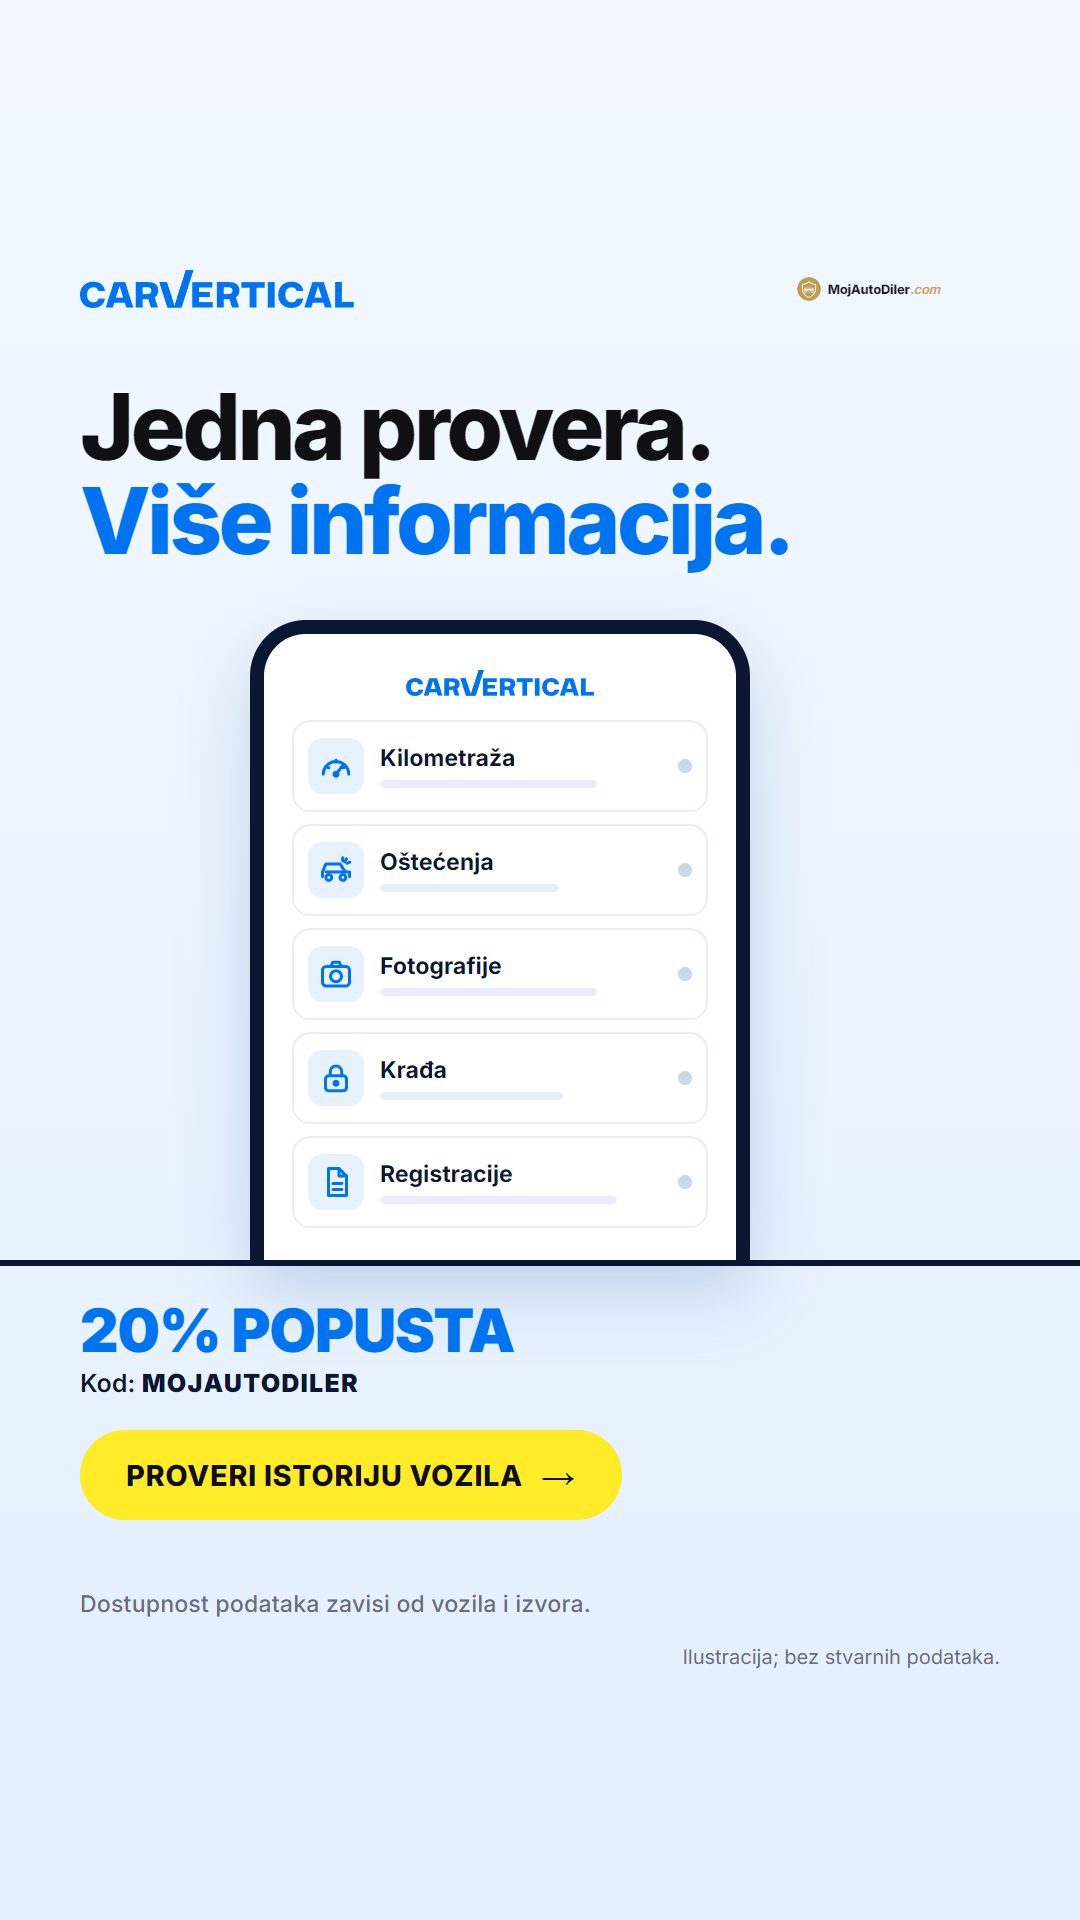 CARVERTICAL
MojAutoDiler.com
Jedna provera.
Više informacija.
CARVERTICAL
Kilometraža
Oštećenja
Fotografije
Krađa
Registracije
20% POPUSTA
Kod: MOJAUTODILER
PROVERI ISTORIJU VOZILA →
Dostupnost podataka zavisi od vozila i izvora.
Ilustracija; bez stvarnih podataka.